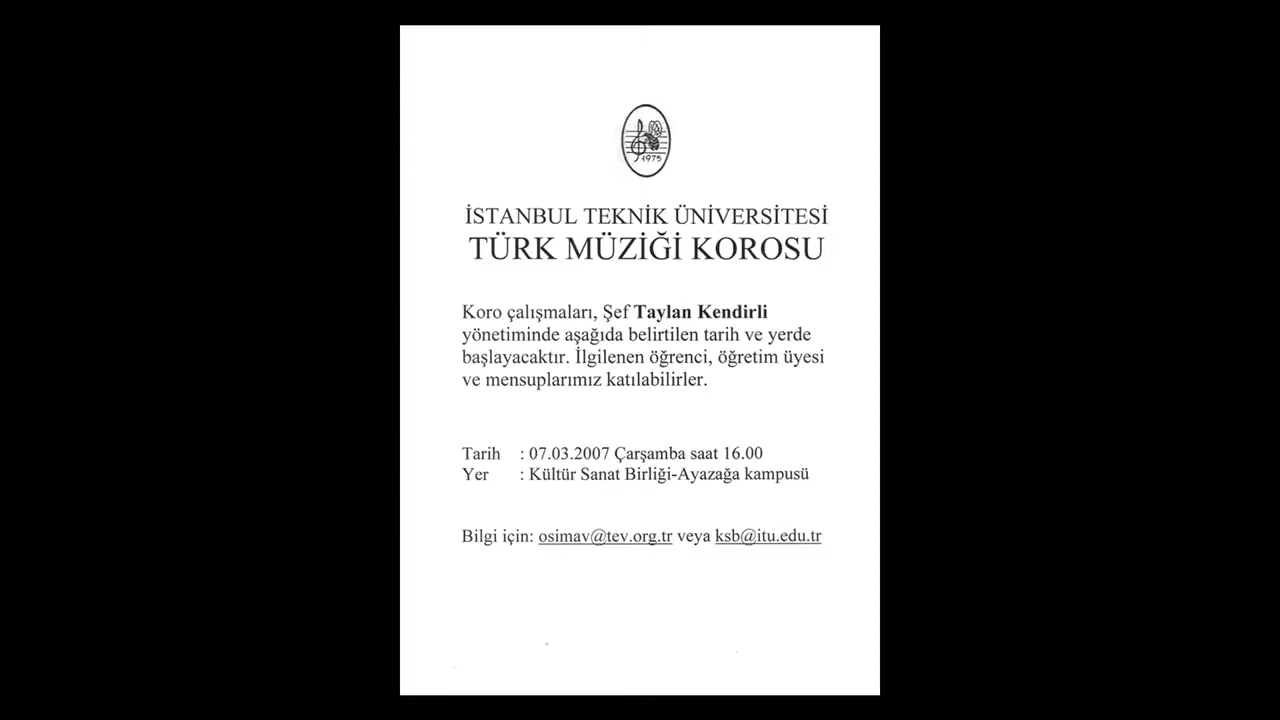 1975
İSTANBUL TEKNİK ÜNİVERSİTESİ
TÜRK MÜZİĞİ KOROSU
Koro çalışmaları, Şef Taylan Kendirli
yönetiminde aşağıda belirtilen tarih ve yerde
başlayacaktır. İlgilenen öğrenci, öğretim üyesi
ve mensuplarımız katılabilirler.
Tarih : 07.03.2007 Çarşamba saat 16.00
Yer : Kültür Sanat Birliği-Ayazağa kampusü
Bilgi için: osimav@tev.org.tr veya ksb@itu.edu.tr